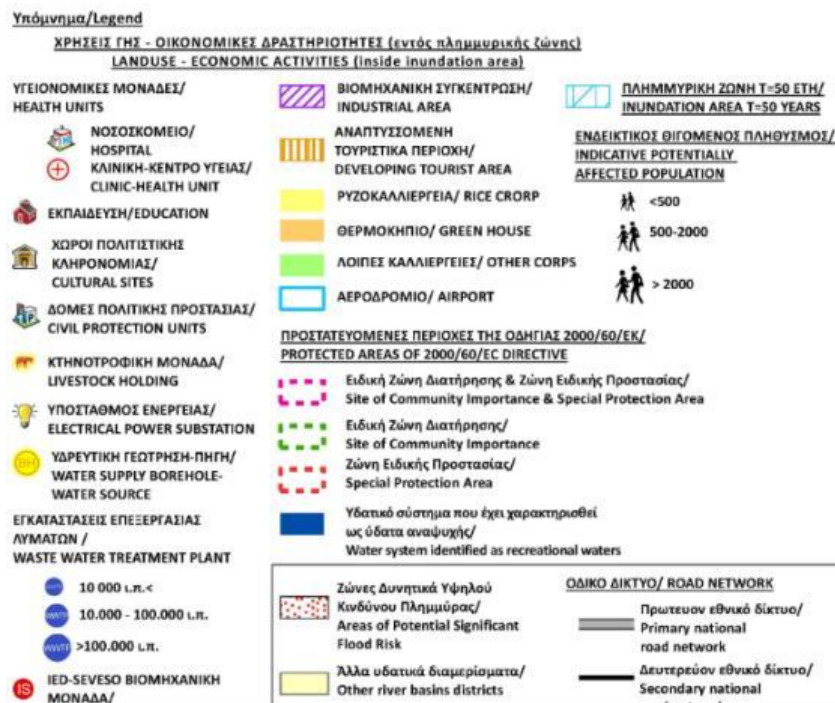 Υπόμνημα/Legend
ΧΡΗΣΕΙΣ ΓΗΣ - ΟΙΚΟΝΟΜΙΚΕΣ ΔΡΑΣΤΗΡΙΟΤΗΤΕΣ (εντός πλημμυρικής ζώνης)
LANDUSE - ECONOMIC ACTIVITIES (inside inundation area)
ΥΓΕΙΟΝΟΜΙΚΕΣ ΜΟΝΑΔΕΣ/
HEALTH UNITS
ΝΟΣΟΣΚΟΜΕΙΟ/
HOSPITAL
ΚΛΙΝΙΚΗ-ΚΕΝΤΡΟ ΥΓΕΙΑΣ/
CLINIC-HEALTH UNIT
ΕΚΠΑΙΔΕΥΣΗ/EDUCATION
ΧΩΡΟΙ ΠΟΛΙΤΙΣΤΙΚΗΣ
ΚΛΗΡΟΝΟΜΙΑΣ/
CULTURAL SITES
ΔΟΜΕΣ ΠΟΛΙΤΙΚΗΣ ΠΡΟΣΤΑΣΙΑΣ/
CIVIL PROTECTION UNITS
ΚΤΗΝΟΤΡΟΦΙΚΗ ΜΟΝΑΔΑ/
LIVESTOCK HOLDING
ΥΠΟΣΤΑΘΜΟΣ ΕΝΕΡΓΕΙΑΣ/
ELECTRICAL POWER SUBSTATION
BH
ΥΔΡΕΥΤΙΚΗ ΓΕΩΤΡΗΣΗ-ΠΗΓΗ/
WATER SUPPLY BOREHOLE-
WATER SOURCE
ΕΓΚΑΤΑΣΤΑΣΕΙΣ ΕΠΕΞΕΡΓΑΣΙΑΣ
ΛΥΜΑΤΩΝ /
WASTE WATER TREATMENT PLANT
WWTP 10 000 ι.π.<
WWTP 10.000 - 100.000 ι.π.
WWTP >100.000 ι.π.
IS IED-SEVESO ΒΙΟΜΗΧΑΝΙΚΗ
ΜΟΝΑΔΑ/
ΒΙΟΜΗΧΑΝΙΚΗ ΣΥΓΚΕΝΤΡΩΣΗ/
INDUSTRIAL AREA
ΑΝΑΠΤΥΣΣΟΜΕΝΗ
ΤΟΥΡΙΣΤΙΚΑ ΠΕΡΙΟΧΗ/
DEVELOPING TOURIST AREA
ΡΥΖΟΚΑΛΛΙΕΡΓΕΙΑ/ RICE CRORP
ΘΕΡΜΟΚΗΠΙΟ/ GREEN HOUSE
ΛΟΙΠΕΣ ΚΑΛΛΙΕΡΓΕΙΕΣ/ OTHER CORPS
ΑΕΡΟΔΡΟΜΙΟ/ AIRPORT
ΠΛΗΜΜΥΡΙΚΗ ΖΩΝΗ Τ=50 ΕΤΗ/
INUNDATION AREA T=50 YEARS
ΕΝΔΕΙΚΤΙΚΟΣ ΘΙΓΟΜΕΝΟΣ ΠΛΗΘΥΣΜΟΣ/
INDICATIVE POTENTIALLY
AFFECTED POPULATION
<500
500-2000
> 2000
ΠΡΟΣΤΑΤΕΥΟΜΕΝΕΣ ΠΕΡΙΟΧΕΣ ΤΗΣ ΟΔΗΓΙΑΣ 2000/60/ΕΚ/
PROTECTED AREAS OF 2000/60/EC DIRECTIVE
Ειδική Ζώνη Διατήρησης & Ζώνη Ειδικής Προστασίας/
Site of Community Importance & Special Protection Area
Ειδική Ζώνη Διατήρησης/
Site of Community Importance
Ζώνη Ειδικής Προστασίας/
Special Protection Area
Υδατικό σύστημα που έχει χαρακτηρισθεί
ως ύδατα αναψυχής/
Water system identified as recreational waters
Ζώνες Δυνητικά Υψηλού
Κινδύνου Πλημμύρας/
Areas of Potential Significant
Flood Risk
Άλλα υδατικά διαμερίσματα/
Other river basins districts
ΟΔΙΚΟ ΔΙΚΤΥΟ/ ROAD NETWORK
Πρωτευον εθνικό δίκτυο/
Primary national
road network
Δευτερεύον εθνικό δίκτυο/
Secondary national